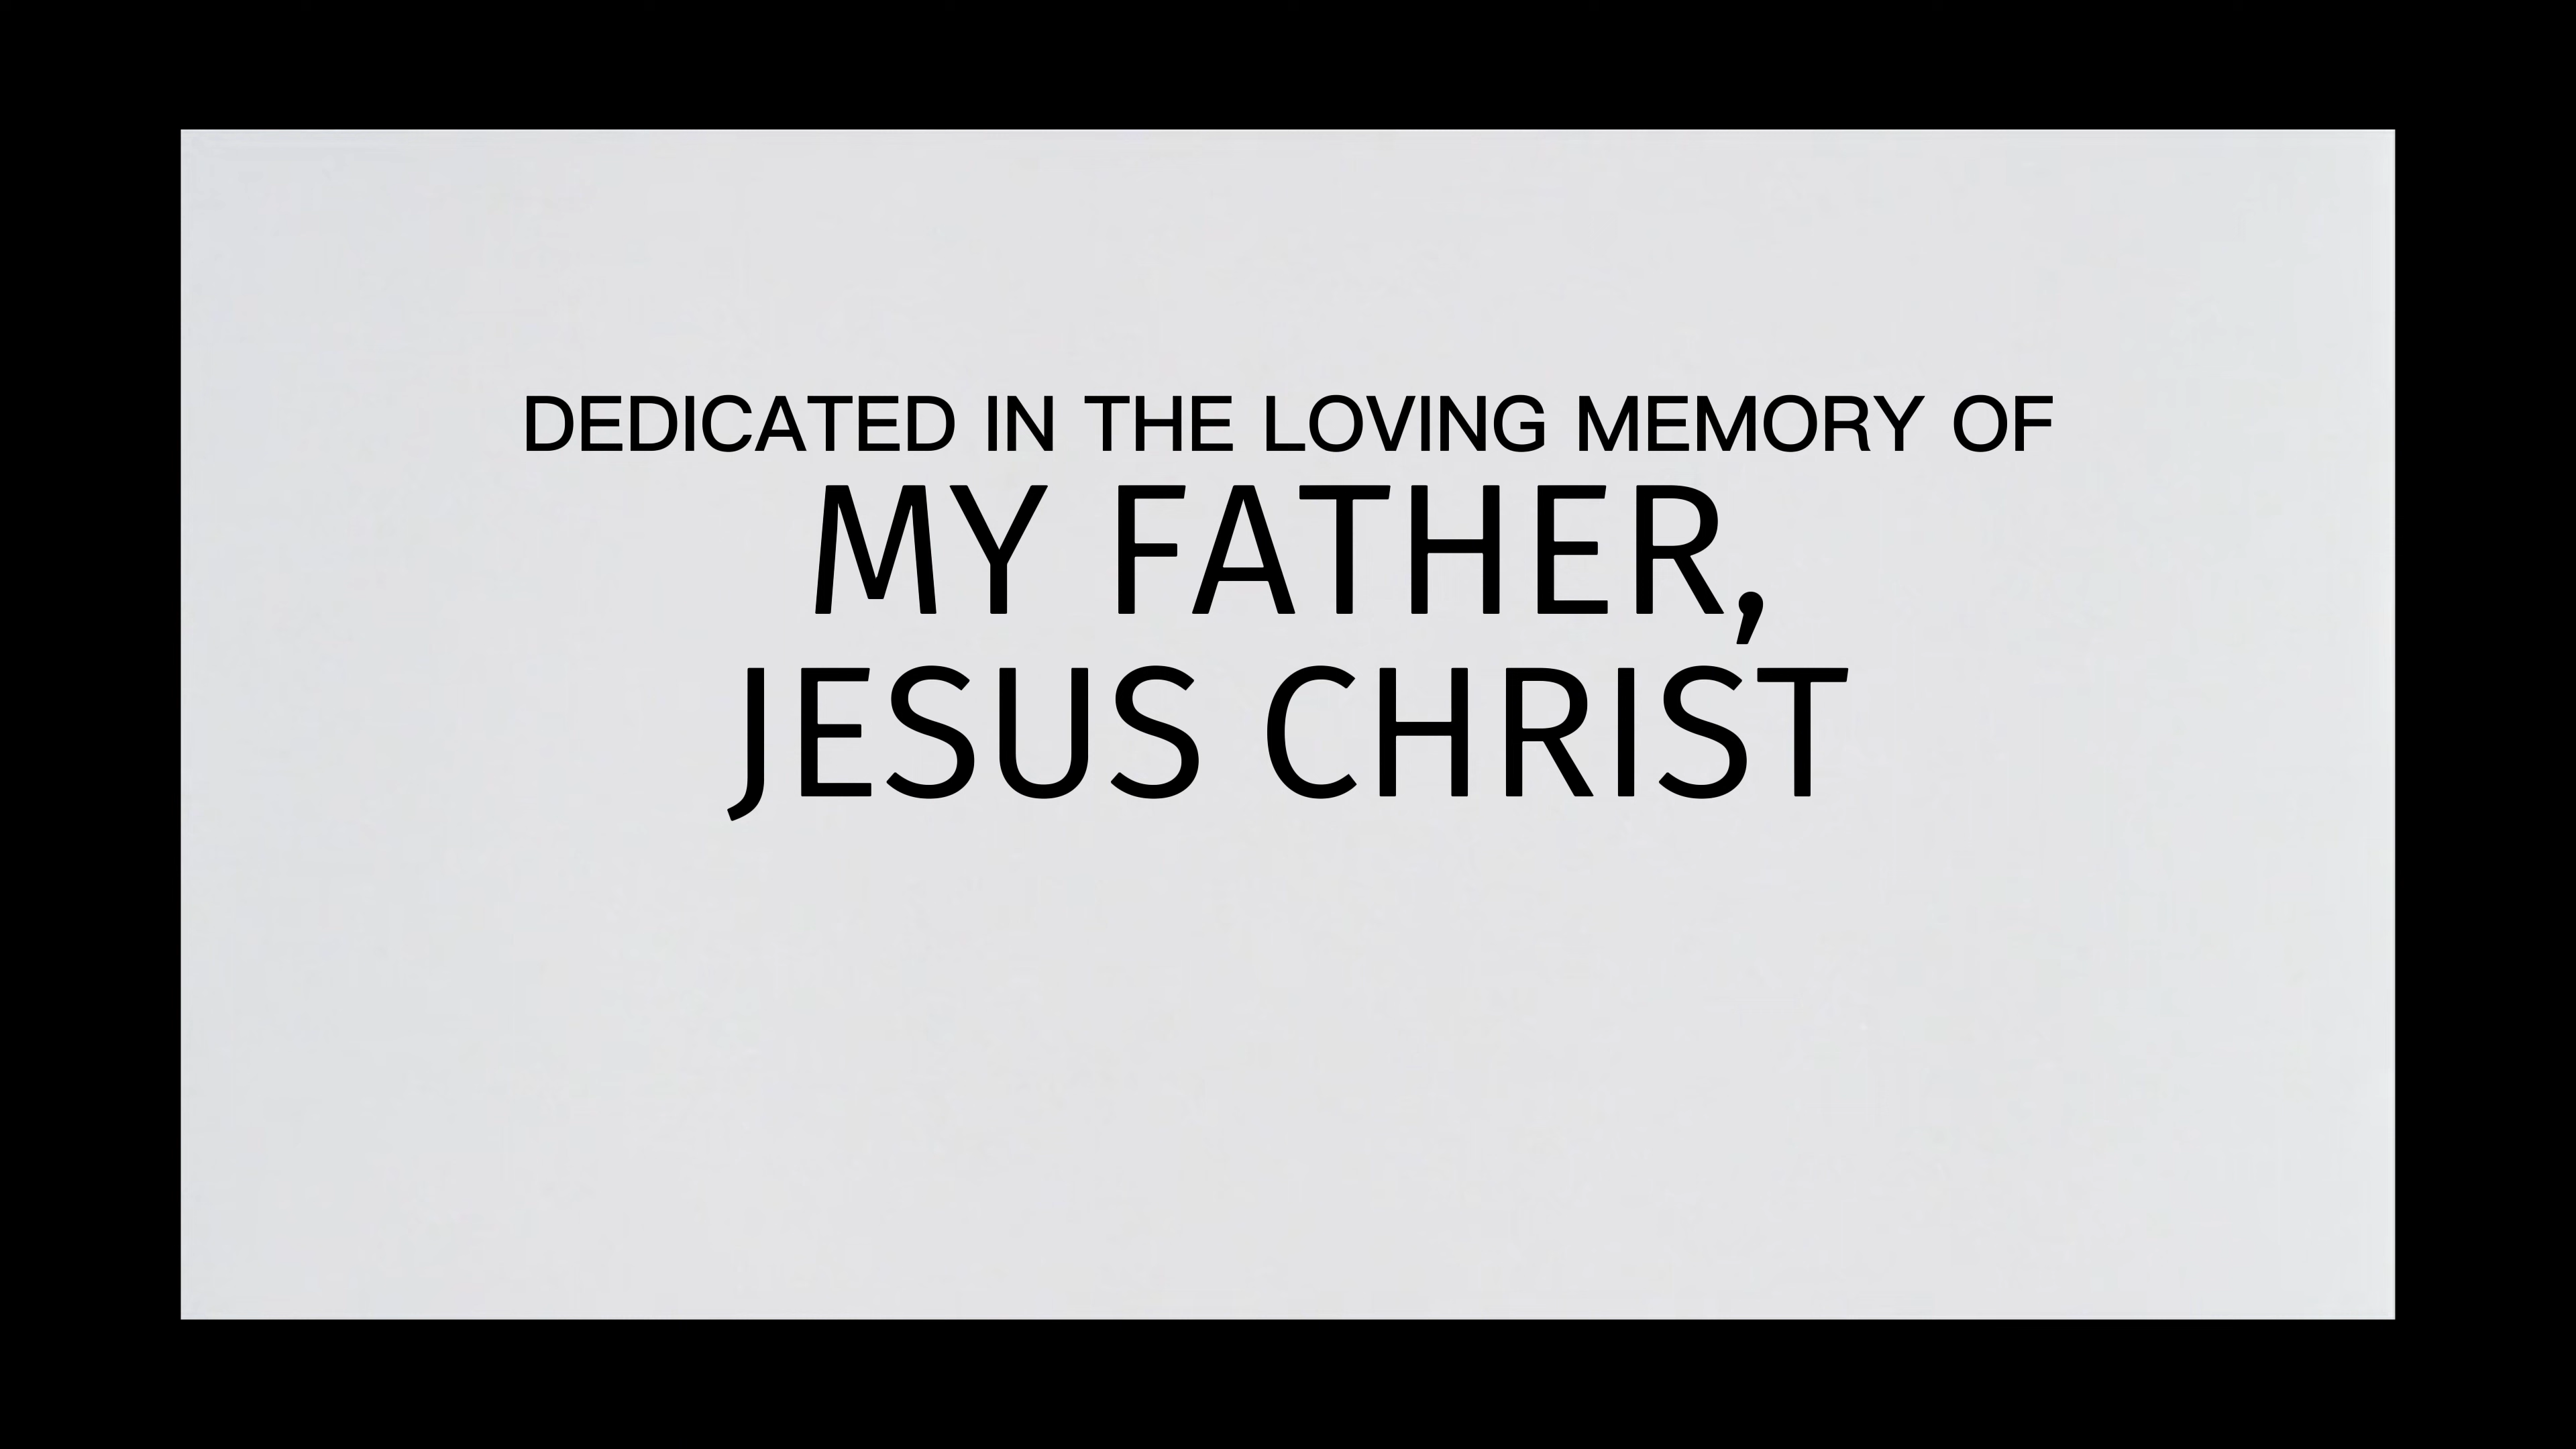 DEDICATED IN THE LOVING MEMORY OF
MY FATHER,
JESUS CHRIST